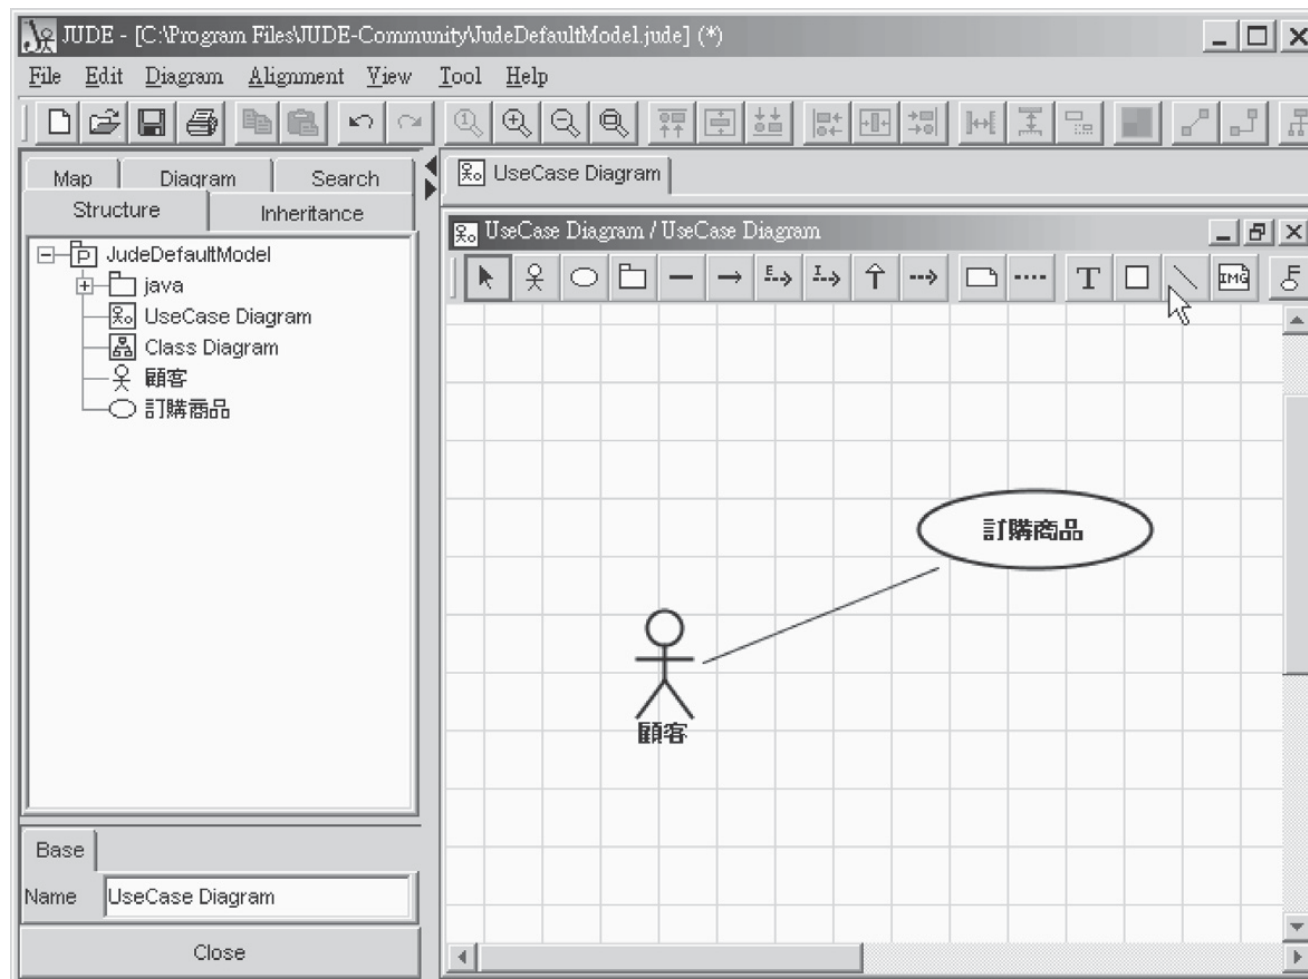 JUDE - [C:\Program Files\JUDE-Community\JudeDefaultModel.jude] (*)
File Edit Diagram Alignment View Tool Help
Map Diagram Search
Structure Inheritance
JudeDefaultModel
java
UseCase Diagram
Class Diagram
顧客
訂購商品
Base
Name UseCase Diagram
Close
UseCase Diagram
UseCase Diagram / UseCase Diagram
E I T IMG
訂購商品
顧客